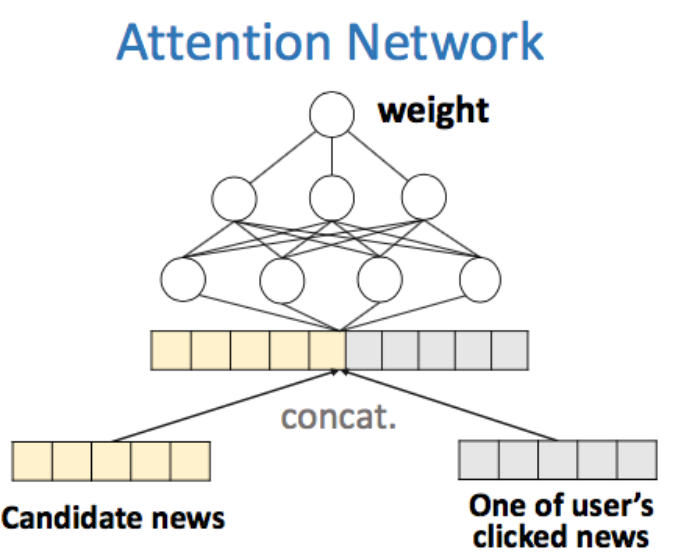 Attention Network
weight
concat.
Candidate news
One of user's
clicked news